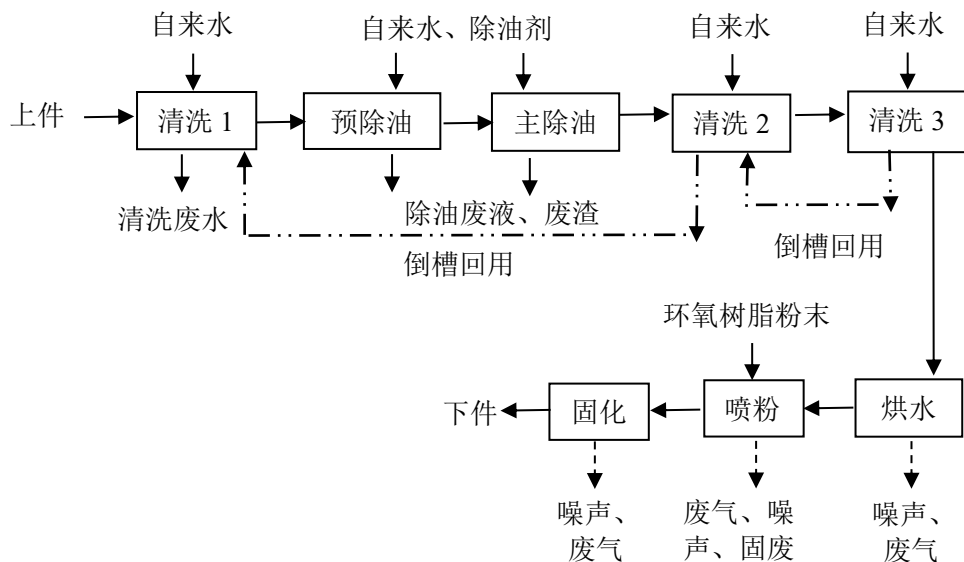 自来水
自来水、除油剂
自来水
自来水
上件
清洗 1
预除油
主除油
清洗 2
清洗 3
清洗废水
除油废液、废渣
倒槽回用
倒槽回用
环氧树脂粉末
下件
固化
喷粉
烘水
噪声、
废气
废气、噪
声、固废
噪声、
废气